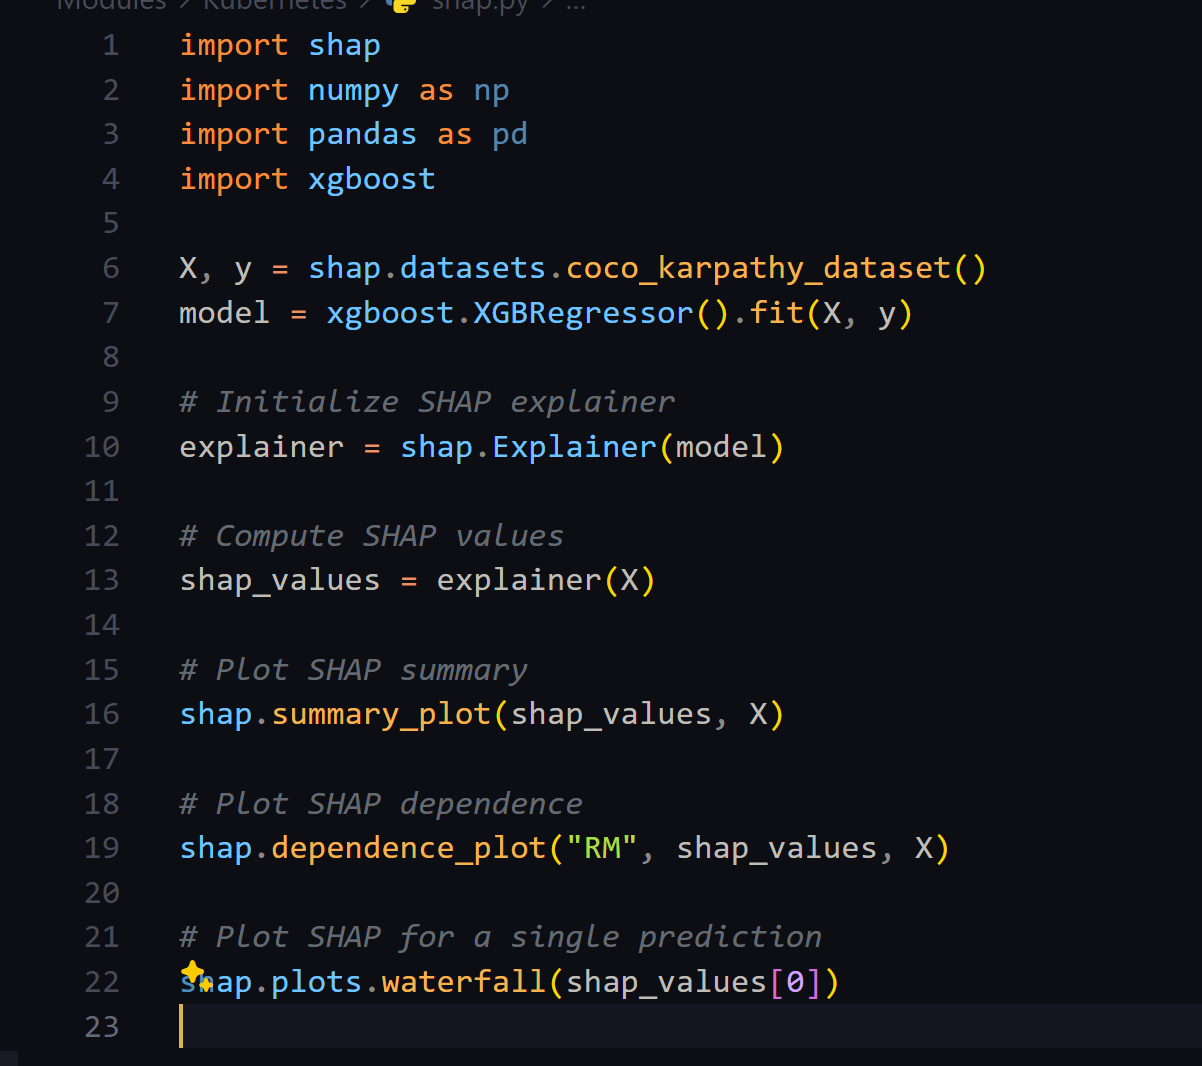 Modules > Kubernetes > shap.py > ...
1 import shap
2 import numpy as np
3 import pandas as pd
4 import xgboost
5
6 X, y = shap.datasets.coco_karpathy_dataset()
7 model = xgboost.XGBRegressor().fit(X, y)
8
9 # Initialize SHAP explainer
10 explainer = shap.Explainer(model)
11
12 # Compute SHAP values
13 shap_values = explainer(X)
14
15 # Plot SHAP summary
16 shap.summary_plot(shap_values, X)
17
18 # Plot SHAP dependence
19 shap.dependence_plot("RM", shap_values, X)
20
21 # Plot SHAP for a single prediction
22 shap.plots.waterfall(shap_values[0])
23